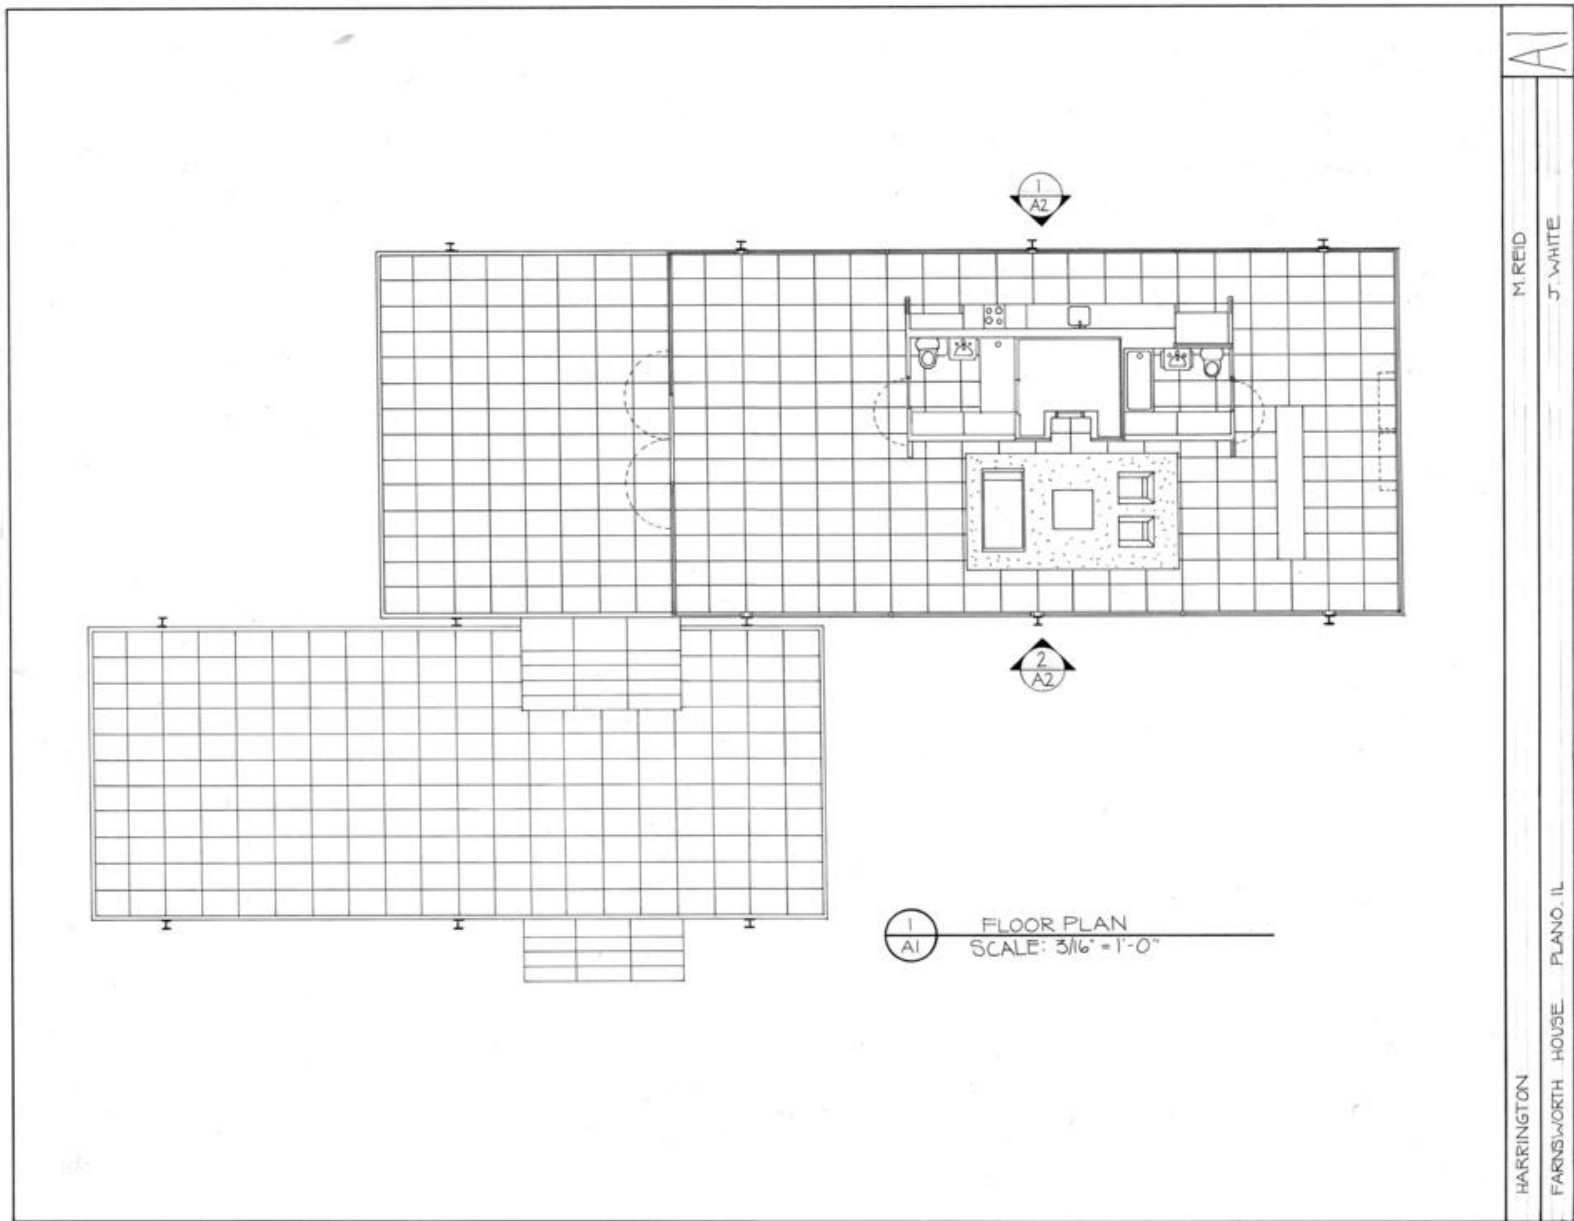 A1
M. REID
J. WHITE
1
A2
2
A2
1
A1
FLOOR PLAN
SCALE: 3/16" = 1'-0"
HARRINGTON
FARNSWORTH HOUSE PLANO, IL